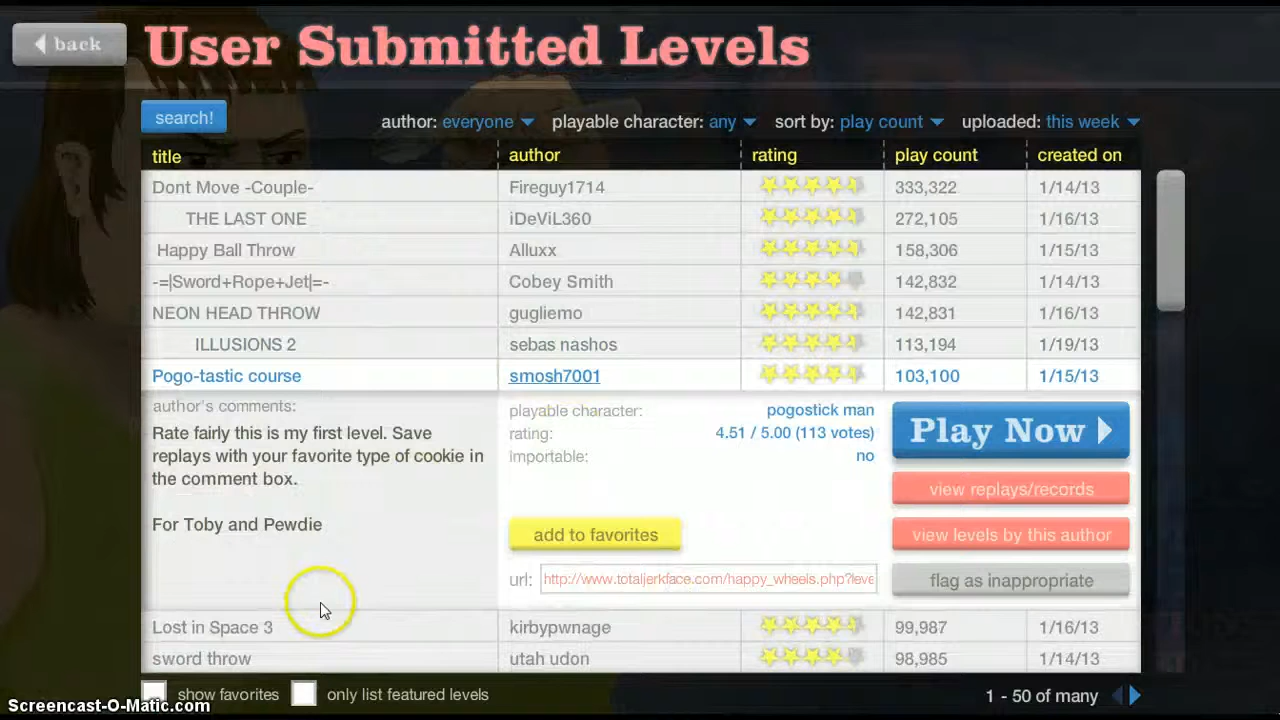 back
User Submitted Levels
search!
author: everyone
playable character: any
sort by: play count
uploaded: this week
title author rating play count created on
Dont Move -Couple- Fireguy1714 333,322 1/14/13
THE LAST ONE iDeViL360 272,105 1/16/13
Happy Ball Throw Alluxx 158,306 1/15/13
-=|Sword+Rope+Jet|=- Cobey Smith 142,832 1/14/13
NEON HEAD THROW gugliemo 142,831 1/16/13
ILLUSIONS 2 sebas nashos 113,194 1/19/13
Pogo-tastic course smosh7001 103,100 1/15/13
author's comments:
Rate fairly this is my first level. Save
replays with your favorite type of cookie in
the comment box.
For Toby and Pewdie
playable character: pogostick man
rating: 4.51 / 5.00 (113 votes)
importable: no
add to favorites
url: http://www.totaljerkface.com/happy_wheels.php?leve
Play Now
view replays/records
view levels by this author
flag as inappropriate
Lost in Space 3 kirbypwnage 99,987 1/16/13
sword throw utah udon 98,985 1/14/13
show favorites
only list featured levels
1 - 50 of many
Screencast-O-Matic.com